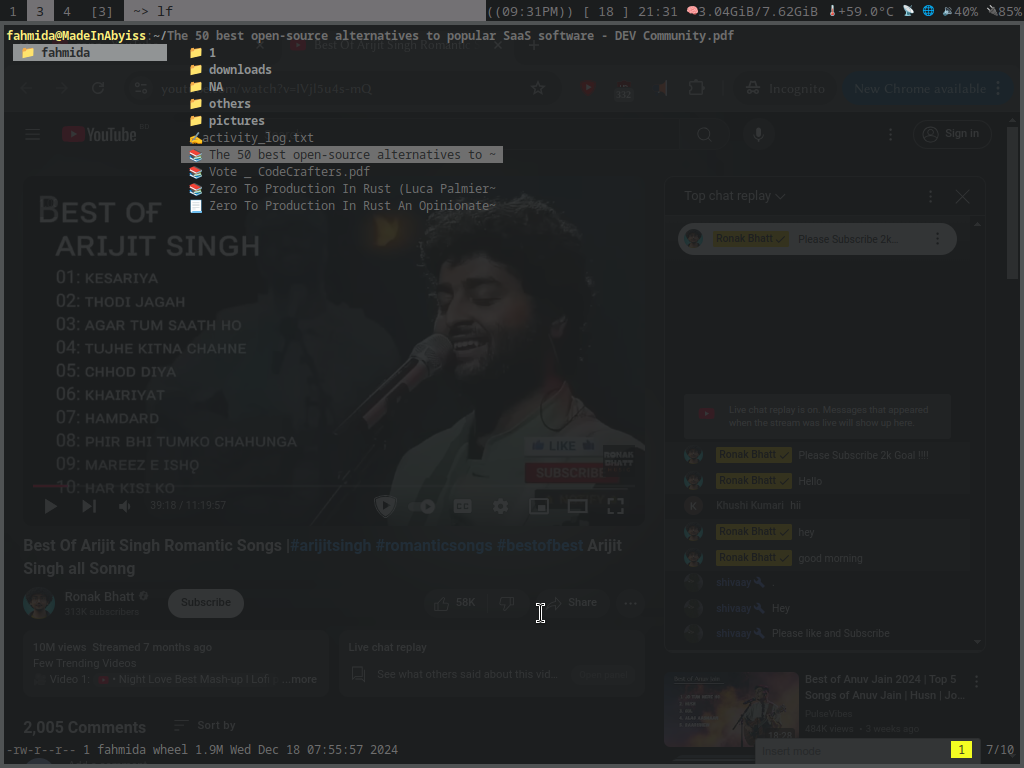 1 3 4 [3] ~> lf ((09:31PM)) [ 18 ] 21:31 🧠3.04GiB/7.62GiB 🌡+59.0°C 📡 🌐 🔊40% 🔌85%
fahmida@MadeInAbyiss:~/The 50 best open-source alternatives to popular SaaS software - DEV Community.pdf
📁 fahmida
📁 1
📁 downloads
📁 NA
📁 others
📁 pictures
✍activity_log.txt
📚 The 50 best open-source alternatives to ~
📚 Vote _ CodeCrafters.pdf
📚 Zero To Production In Rust (Luca Palmier~
📃 Zero To Production In Rust An Opinionate~
Best Of Arijit Singh Romantic
Incognito
New Chrome available
YouTube
Sign in
BEST OF
ARIJIT SINGH
01: KESARIYA
02: THODI JAGAH
03: AGAR TUM SAATH HO
04: TUJHE KITNA CHAHNE
05: CHHOD DIYA
06: KHAIRIYAT
07: HAMDARD
08: PHIR BHI TUMKO CHAHUNGA
09: MAREEZ E ISHQ
10: HAR KISI KO
LIKE
SUBSCRIBE
RONAK
BHATT
39:18 / 11:19:57
Top chat replay
Ronak Bhatt ✓ Please Subscribe 2k...
Live chat replay is on. Messages that appeared
when the stream was live will show up here.
Ronak Bhatt ✓ Please Subscribe 2k Goal !!!!
Ronak Bhatt ✓ Hello
K Khushi Kumari hii
Ronak Bhatt ✓ hey
Ronak Bhatt ✓ good morning
shivaay .
shivaay Hey
shivaay Please like and Subscribe
Best Of Arijit Singh Romantic Songs |#arijitsingh #romanticsongs #bestofbest Arijit
Singh all Sonng
Ronak Bhatt
313K subscribers
Subscribe
58K
Share
10M views Streamed 7 months ago
Few Trending Videos
Video 1: • Night Love Best Mash-up | Lofi ...more
Live chat replay
See what others said about this vid...
2,005 Comments
Sort by
Best of Anuv Jain 2024 | Top 5
Songs of Anuv Jain | Husn | Jo...
PulseVibes
884K views • 3 weeks ago
19:28
Insert mode
-rw-r--r-- 1 fahmida wheel 1.9M Wed Dec 18 07:55:57 2024
1 7/10